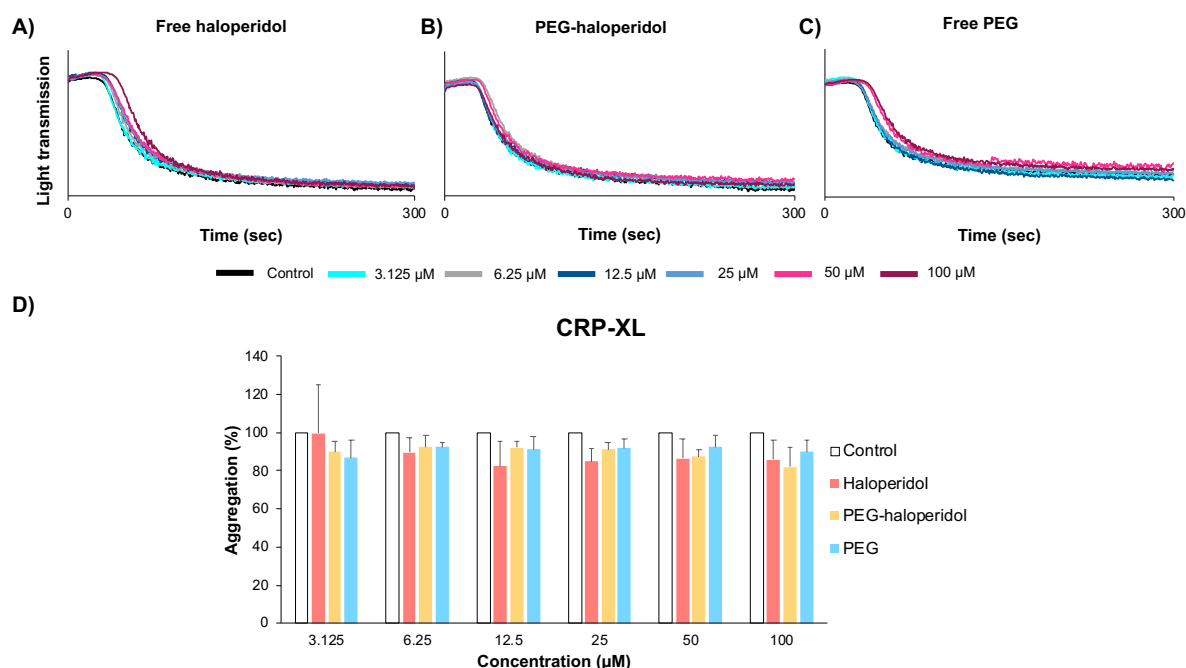 A)
Free haloperidol
B)
PEG-haloperidol
C)
Free PEG
Light transmission
0
300
Time (sec)
0
300
Time (sec)
0
300
Time (sec)
Control
3.125 µM
6.25 µM
12.5 µM
25 µM
50 µM
100 µM
D)
CRP-XL
Aggregation (%)
140
120
100
80
60
40
20
0
3.125
6.25
12.5
25
50
100
Concentration (µM)
Control
Haloperidol
PEG-haloperidol
PEG